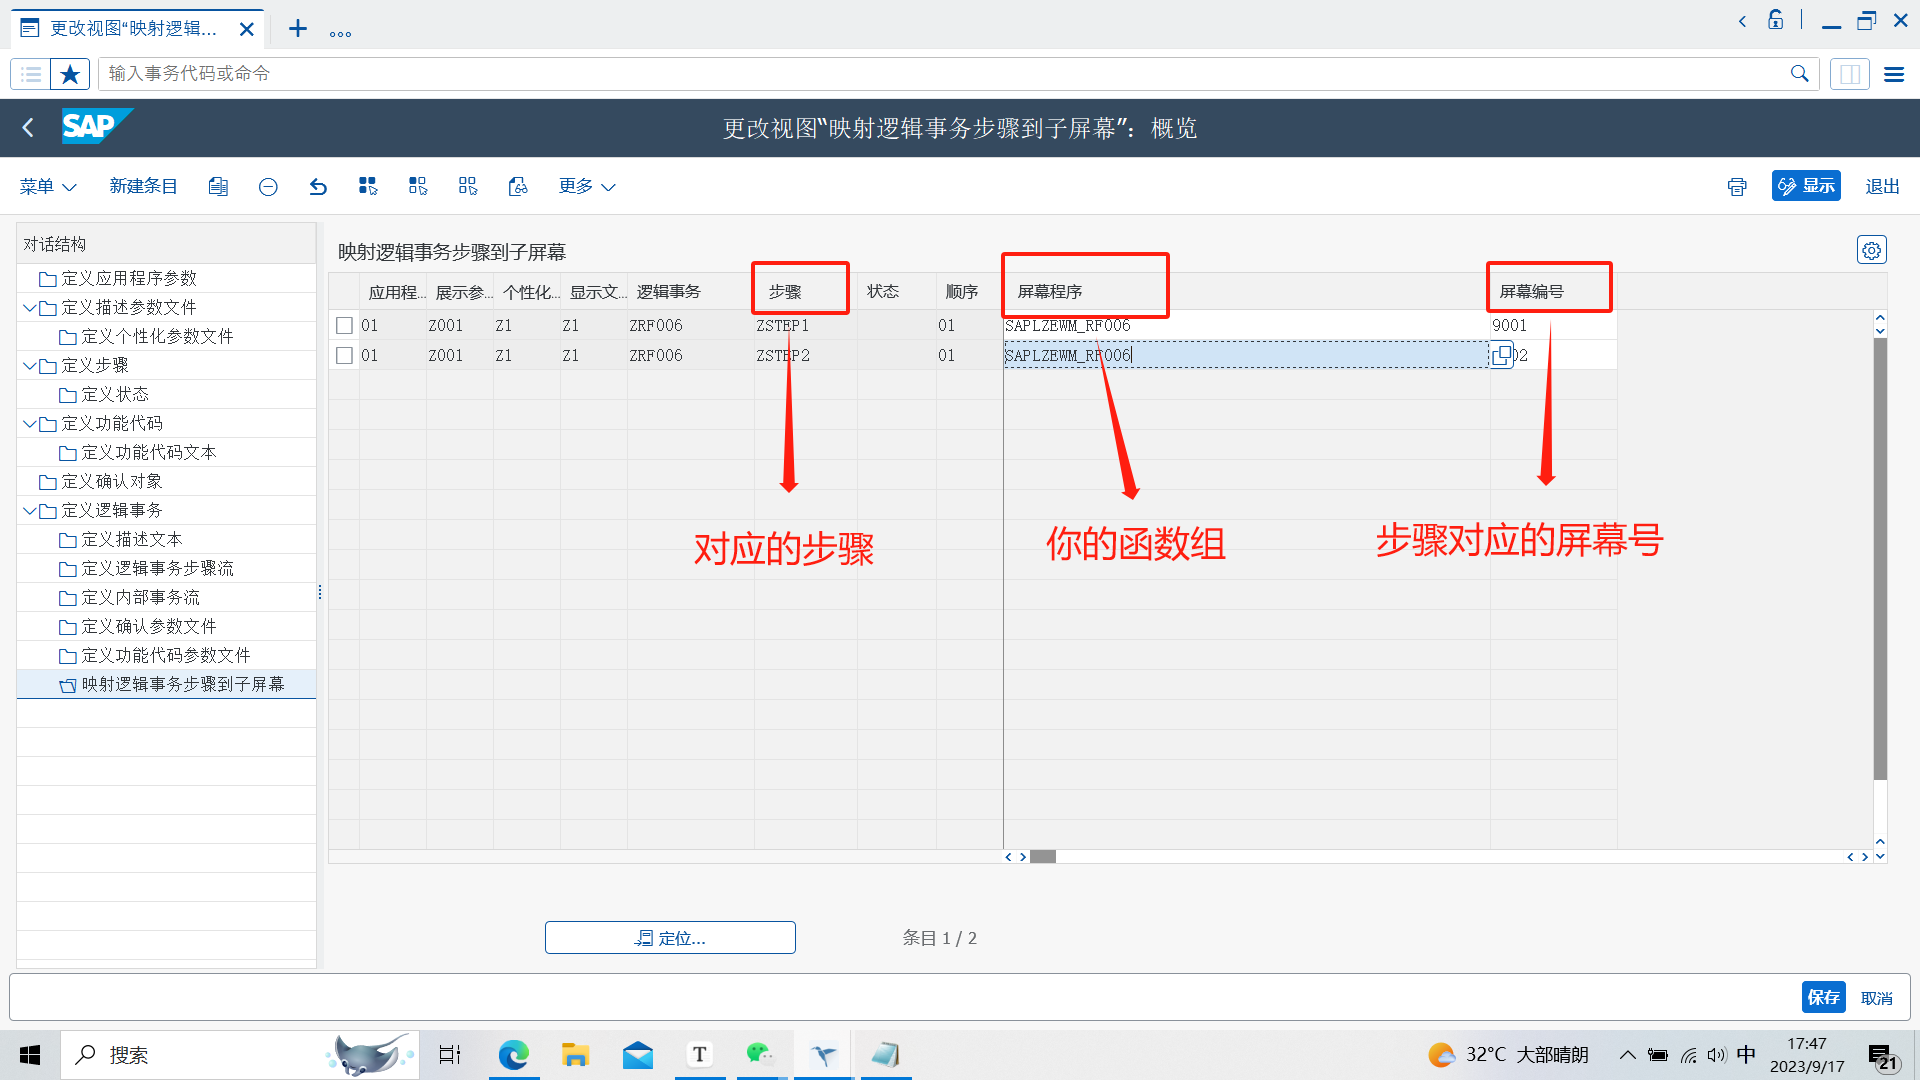 更改视图“映射逻辑...
输入事务代码或命令
SAP
更改视图“映射逻辑事务步骤到子屏幕”：概览
菜单 新建条目 更多 显示 退出
对话结构
定义应用程序参数
定义描述参数文件
定义个性化参数文件
定义步骤
定义状态
定义功能代码
定义功能代码文本
定义确认对象
定义逻辑事务
定义描述文本
定义逻辑事务步骤流
定义内部事务流
定义确认参数文件
定义功能代码参数文件
映射逻辑事务步骤到子屏幕
映射逻辑事务步骤到子屏幕
应用程... 展示参... 个性化... 显示文... 逻辑事务 步骤 状态 顺序 屏幕程序 屏幕编号
01 Z001 Z1 Z1 ZRF006 ZSTEP1 01 SAPLZEWM_RF006 9001
01 Z001 Z1 Z1 ZRF006 ZSTEP2 01 SAPLZEWM_RF006 02
对应的步骤 你的函数组 步骤对应的屏幕号
定位... 条目 1 / 2
保存 取消
搜索
T
32°C 大部晴朗
中
17:47
2023/9/17
21